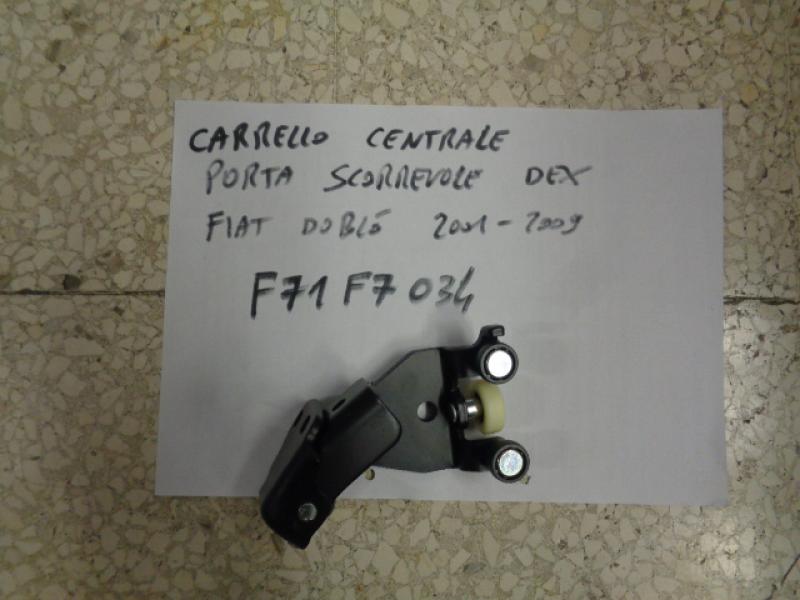 CARRELLO CENTRALE
PORTA SCORREVOLE DEX
FIAT DOBLÓ 2001-2009
F71 F7 034